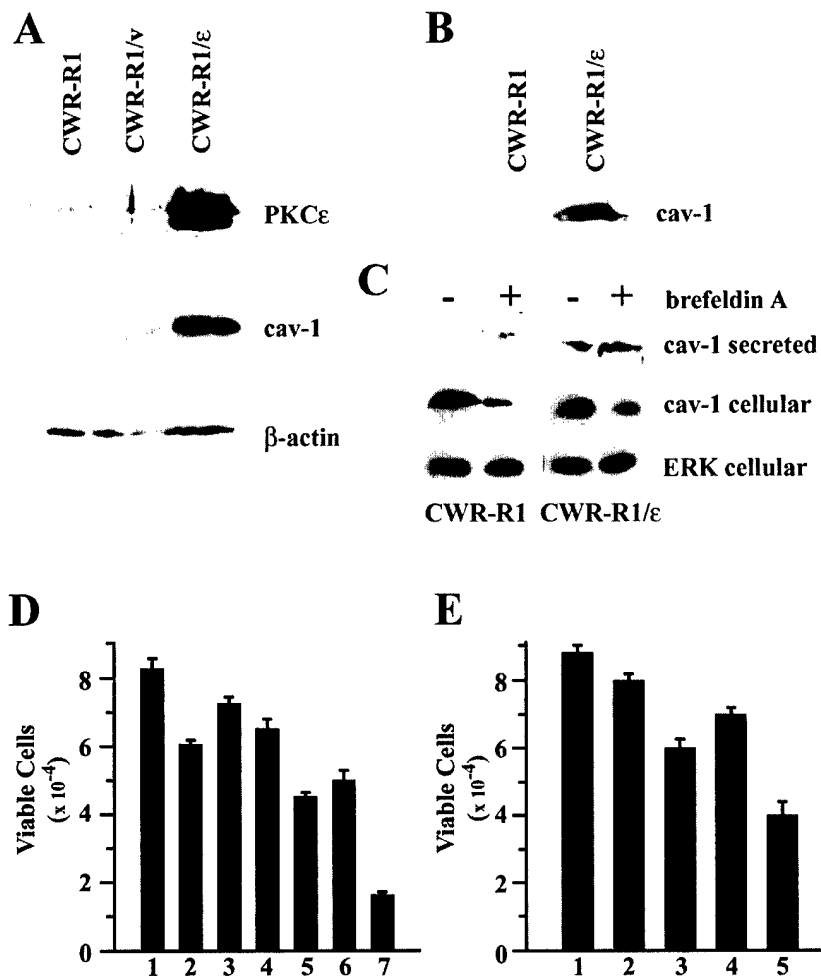 A
CWR-R1
CWR-R1/v
CWR-R1/ε
PKCε
cav-1
β-actin
B
CWR-R1
CWR-R1/ε
cav-1
C
- + - + brefeldin A
cav-1 secreted
cav-1 cellular
ERK cellular
CWR-R1 CWR-R1/ε
D
Viable Cells
(x 10⁻⁴)
8
6
4
2
0
1 2 3 4 5 6 7
E
Viable Cells
(x 10⁻⁴)
8
6
4
2
0
1 2 3 4 5